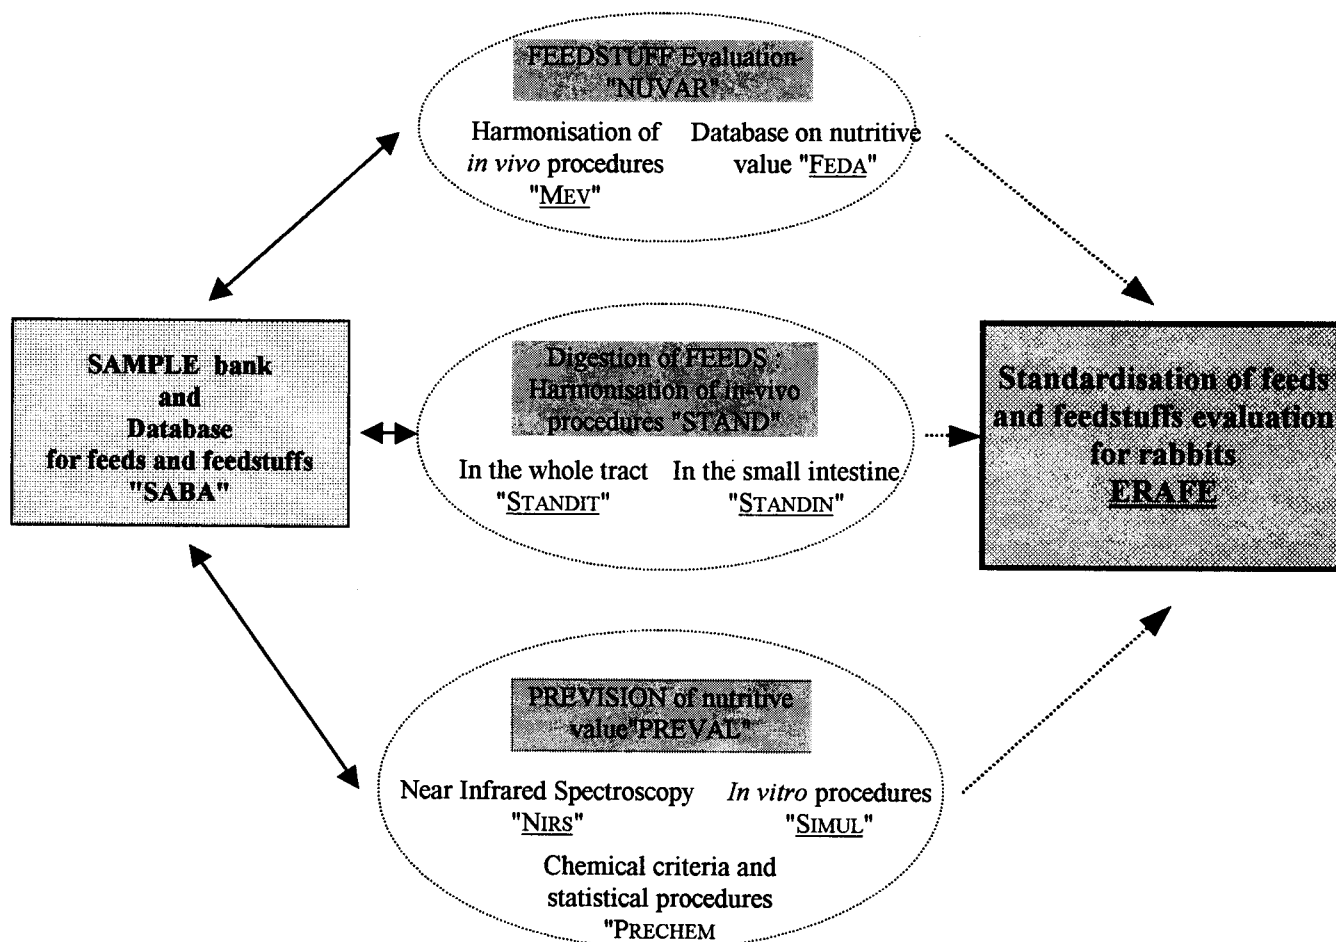 FEEDSTUFF Evaluation-
"NUVAR"
Harmonisation of
in vivo procedures
"MEV"
Database on nutritive
value "FEDA"
SAMPLE bank
and
Database
for feeds and feedstuffs
"SABA"
Digestion of FEEDS :
Harmonisation of in-vivo
procedures "STAND"
In the whole tract
"STANDIT"
In the small intestine
"STANDIN"
Standardisation of feeds
and feedstuffs evaluation
for rabbits
ERAFE
PREVISION of nutritive
value"PREVAL"
Near Infrared Spectroscopy
"NIRS"
In vitro procedures
"SIMUL"
Chemical criteria and
statistical procedures
"PRECHEM